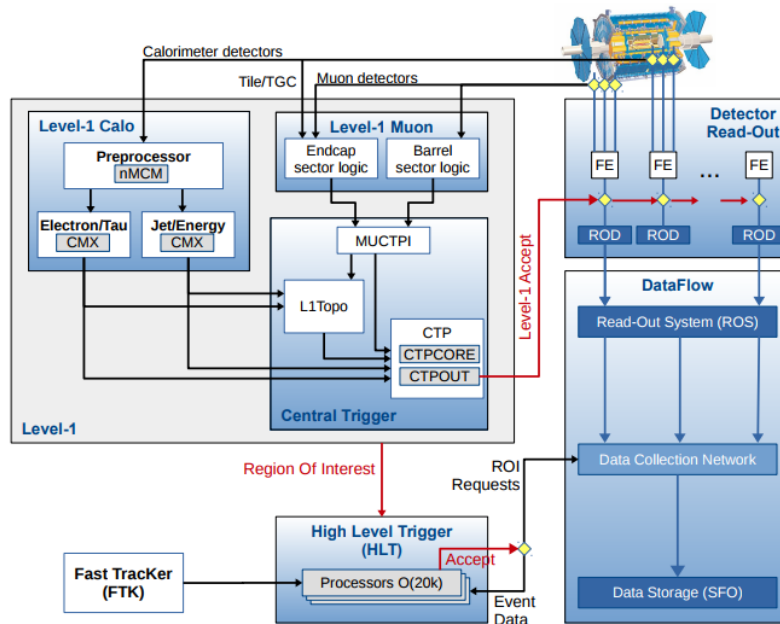 Calorimeter detectors
Tile/TGC
Muon detectors
Level-1 Calo
Preprocessor
nMCM
Electron/Tau
CMX
Jet/Energy
CMX
Level-1 Muon
Endcap
sector logic
Barrel
sector logic
MUCTPI
L1Topo
CTP
CTPCORE
CTPOUT
Central Trigger
Level-1
Level-1 Accept
Detector
Read-Out
FE
FE
...
FE
ROD
ROD
ROD
DataFlow
Read-Out System (ROS)
Data Collection Network
Data Storage (SFO)
Region Of Interest
ROI
Requests
High Level Trigger
(HLT)
Accept
Processors O(20k)
Event
Data
Fast TracKer
(FTK)